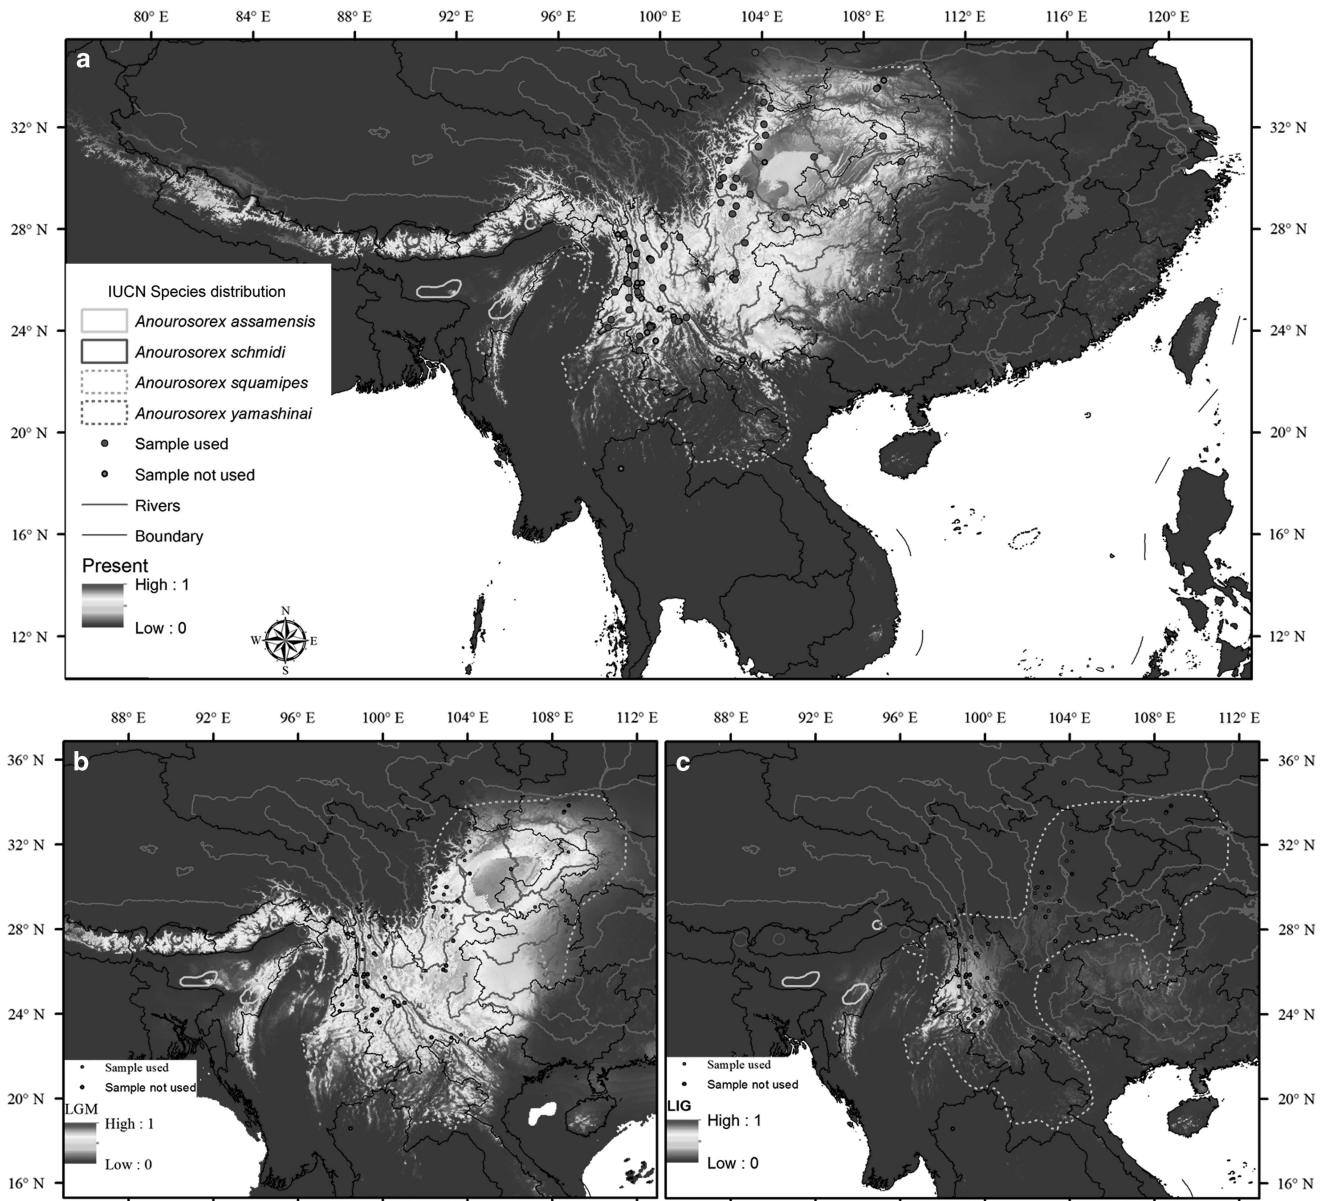 80° E 84° E 88° E 92° E 96° E 100° E 104° E 108° E 112° E 116° E 120° E
a
32° N 32° N
28° N 28° N
24° N 24° N
20° N 20° N
16° N 16° N
12° N 12° N
IUCN Species distribution
Anourosorex assamensis
Anourosorex schmidi
Anourosorex squamipes
Anourosorex yamashinai
Sample used
Sample not used
Rivers
Boundary
Present
High : 1
Low : 0
N
W E
S
88° E 92° E 96° E 100° E 104° E 108° E 112° E
b
36° N
32° N
28° N
24° N
20° N
16° N
Sample used
Sample not used
LGM
High : 1
Low : 0
88° E 92° E 96° E 100° E 104° E 108° E 112° E
c
36° N
32° N
28° N
24° N
20° N
16° N
Sample used
Sample not used
LIG
High : 1
Low : 0